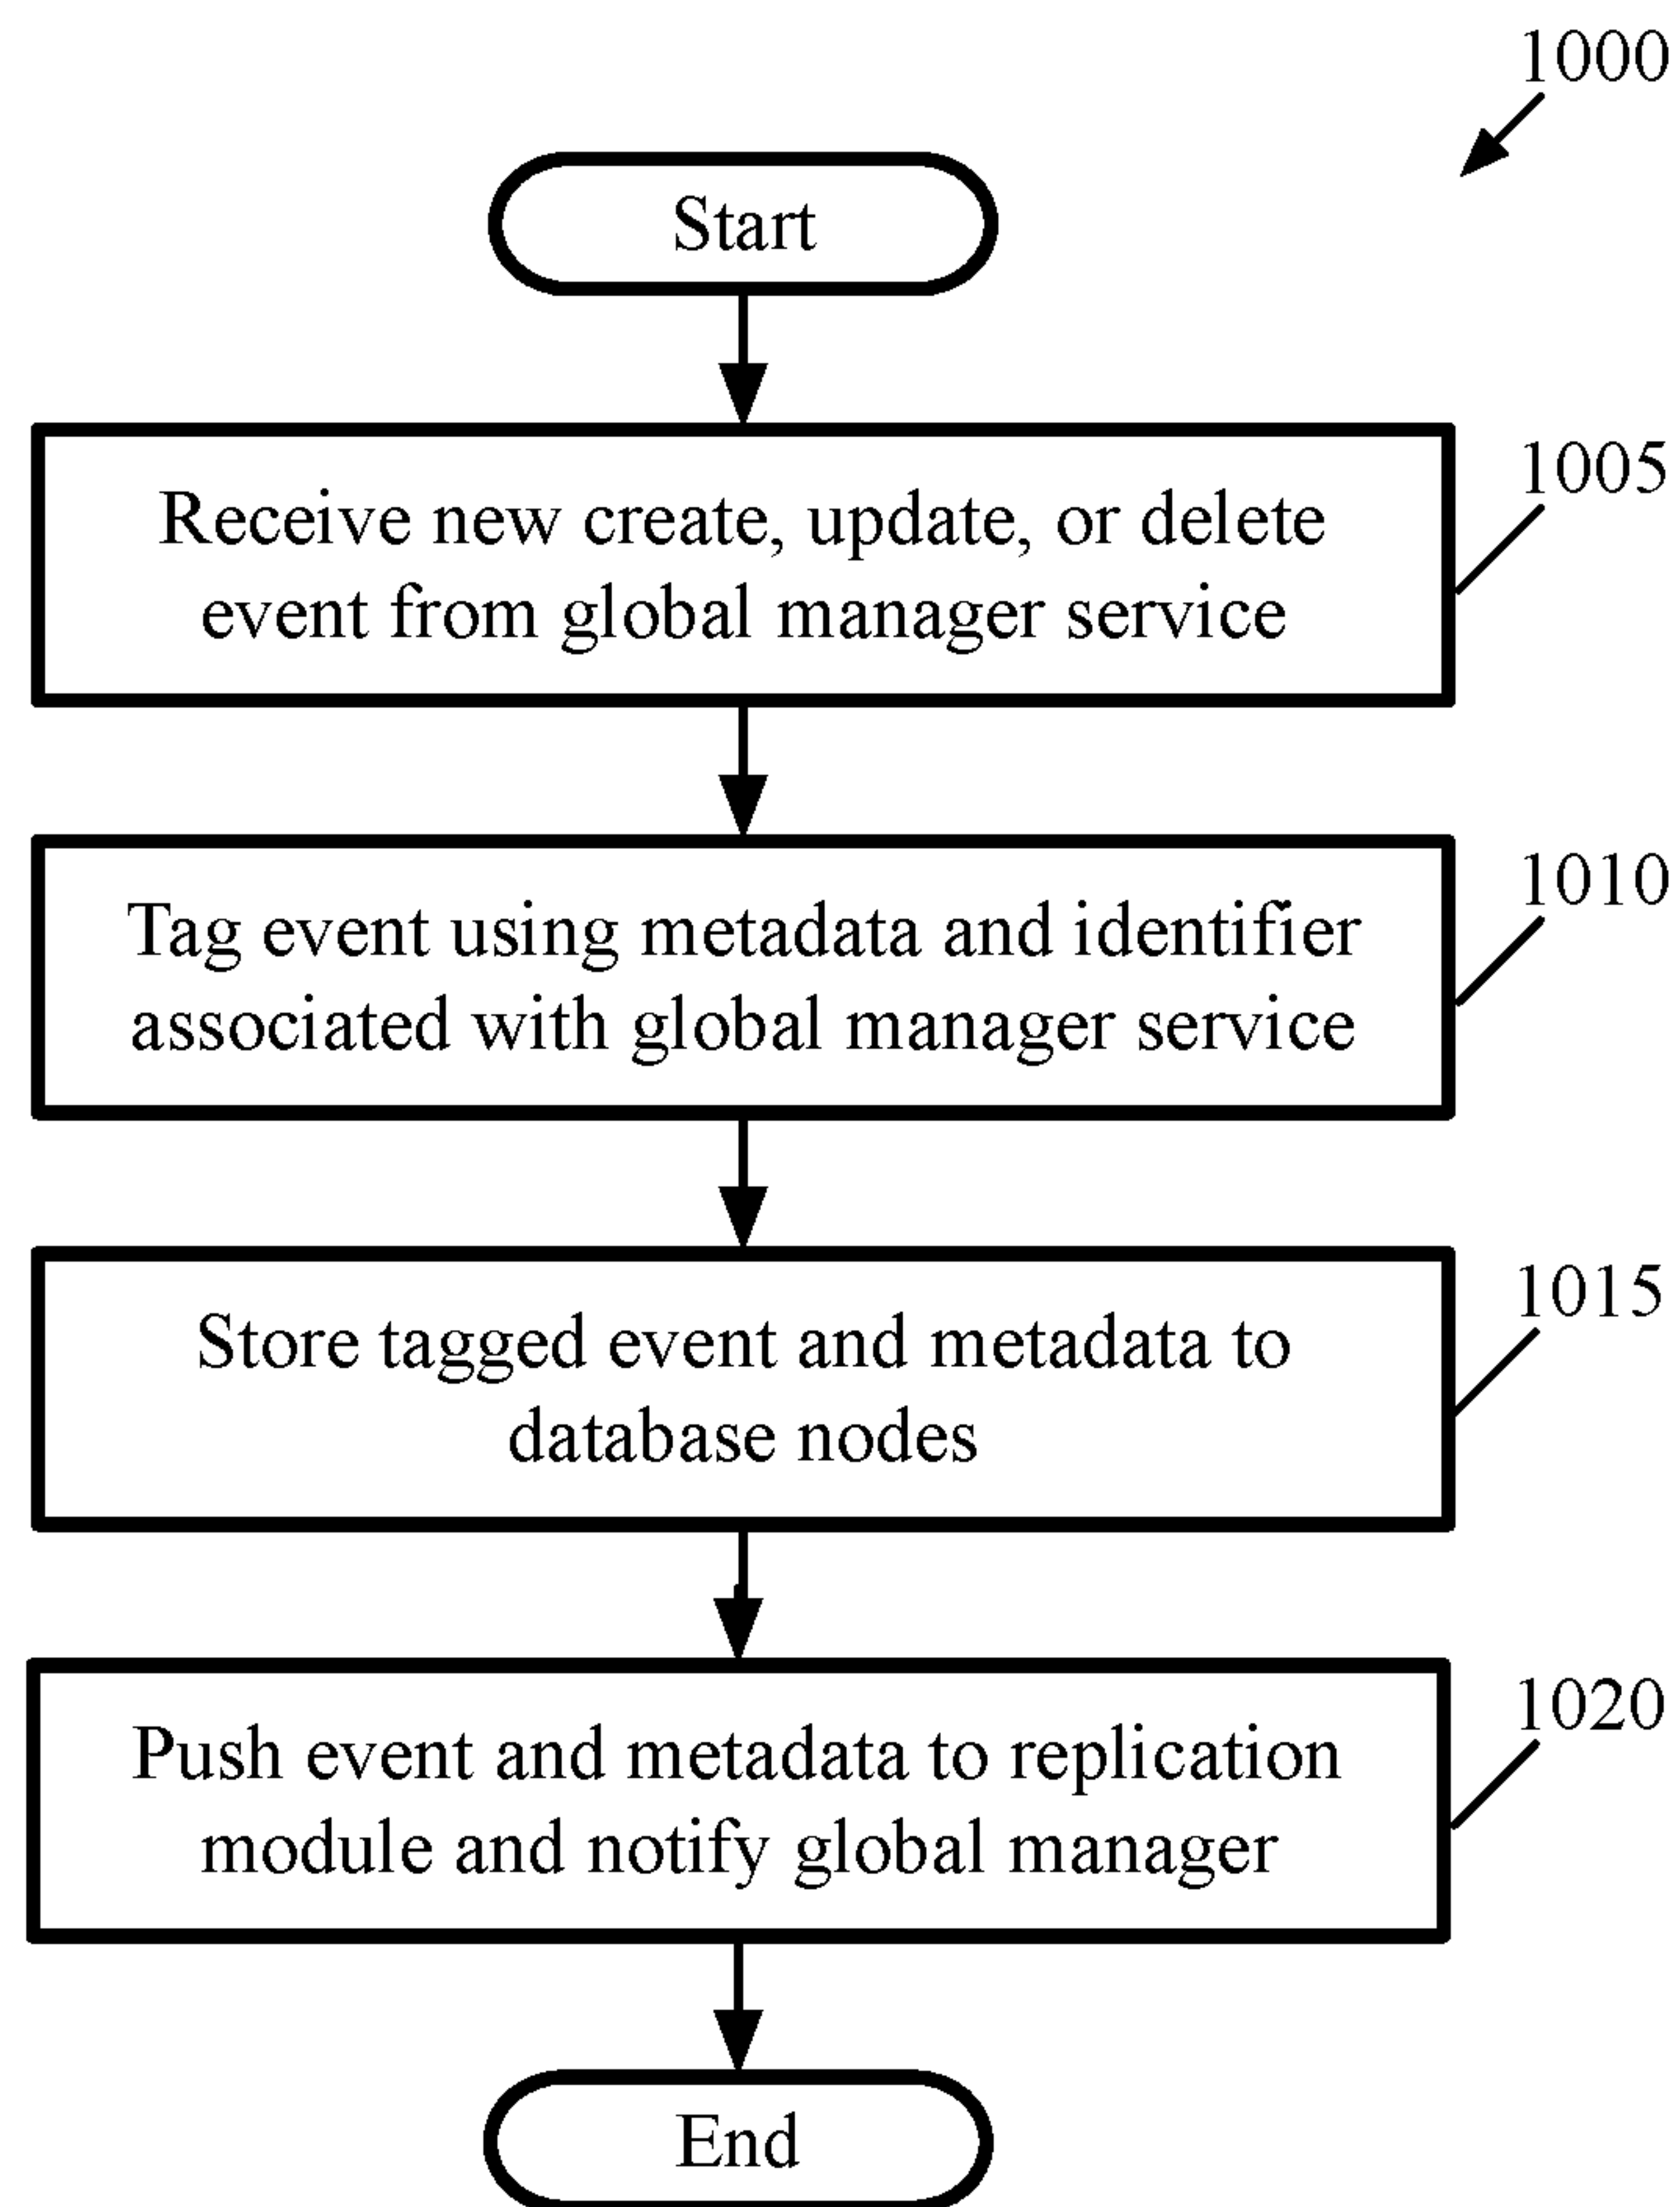 1000
Start
Receive new create, update, or delete
event from global manager service
1005
Tag event using metadata and identifier
associated with global manager service
1010
Store tagged event and metadata to
database nodes
1015
Push event and metadata to replication
module and notify global manager
1020
End